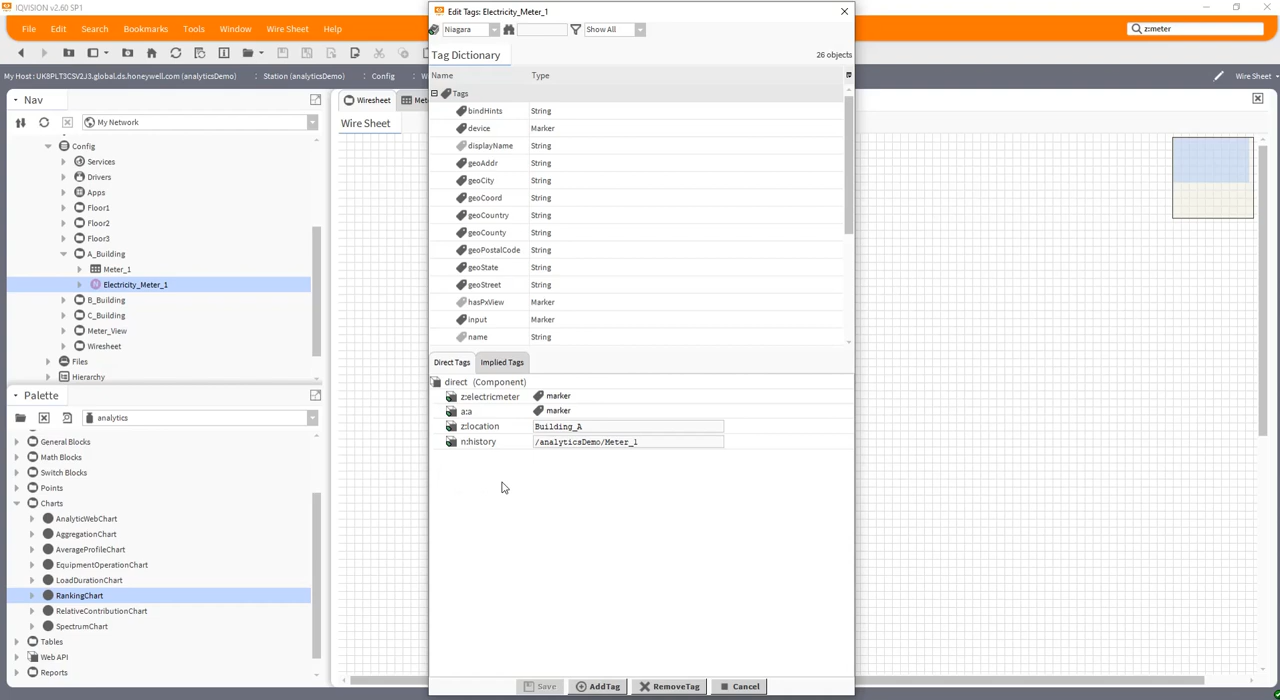 IQVISION v2.60 SP1
File Edit Search Bookmarks Tools Window Wire Sheet Help
z:meter
My Host : UK8PLT3CSV2J3.global.ds.honeywell.com (analyticsDemo) Station (analyticsDemo) Config W
Wire Sheet
Nav
My Network
Config
Services
Drivers
Apps
Floor1
Floor2
Floor3
A_Building
Meter_1
Electricity_Meter_1
B_Building
C_Building
Meter_View
Wiresheet
Files
Hierarchy
Palette
analytics
General Blocks
Math Blocks
Switch Blocks
Points
Charts
AnalyticWebChart
AggregationChart
AverageProfileChart
EquipmentOperationChart
LoadDurationChart
RankingChart
RelativeContributionChart
SpectrumChart
Tables
Web API
Reports
Wiresheet Met
Wire Sheet
Edit Tags: Electricity_Meter_1
Niagara Show All
Tag Dictionary 26 objects
Name Type
Tags
bindHints String
device Marker
displayName String
geoAddr String
geoCity String
geoCoord String
geoCountry String
geoCounty String
geoPostalCode String
geoState String
geoStreet String
hasPxView Marker
input Marker
name String
Direct Tags Implied Tags
direct (Component)
z:electricmeter marker
a:a marker
z:location Building_A
n:history /analyticsDemo/Meter_1
Save AddTag RemoveTag Cancel